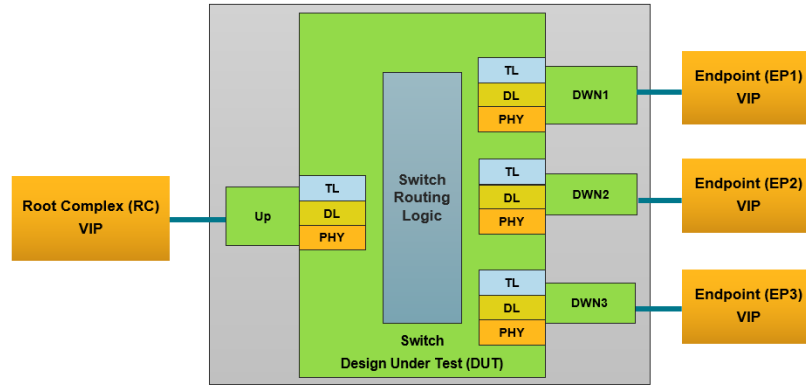 Root Complex (RC)
VIP
Up
TL
DL
PHY
Switch
Routing
Logic
TL
DL
PHY
DWN1
TL
DL
PHY
DWN2
TL
DL
PHY
DWN3
Switch
Design Under Test (DUT)
Endpoint (EP1)
VIP
Endpoint (EP2)
VIP
Endpoint (EP3)
VIP